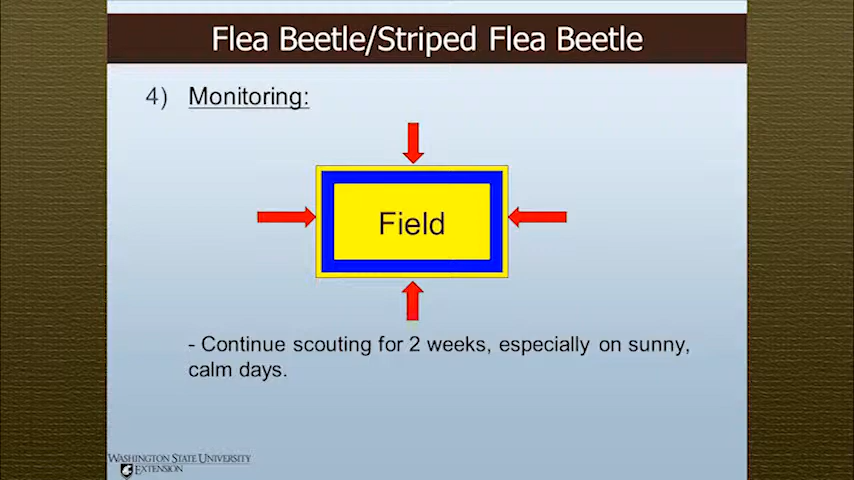 Flea Beetle/Striped Flea Beetle
4) Monitoring:
Field
- Continue scouting for 2 weeks, especially on sunny,
calm days.
WASHINGTON STATE UNIVERSITY
EXTENSION